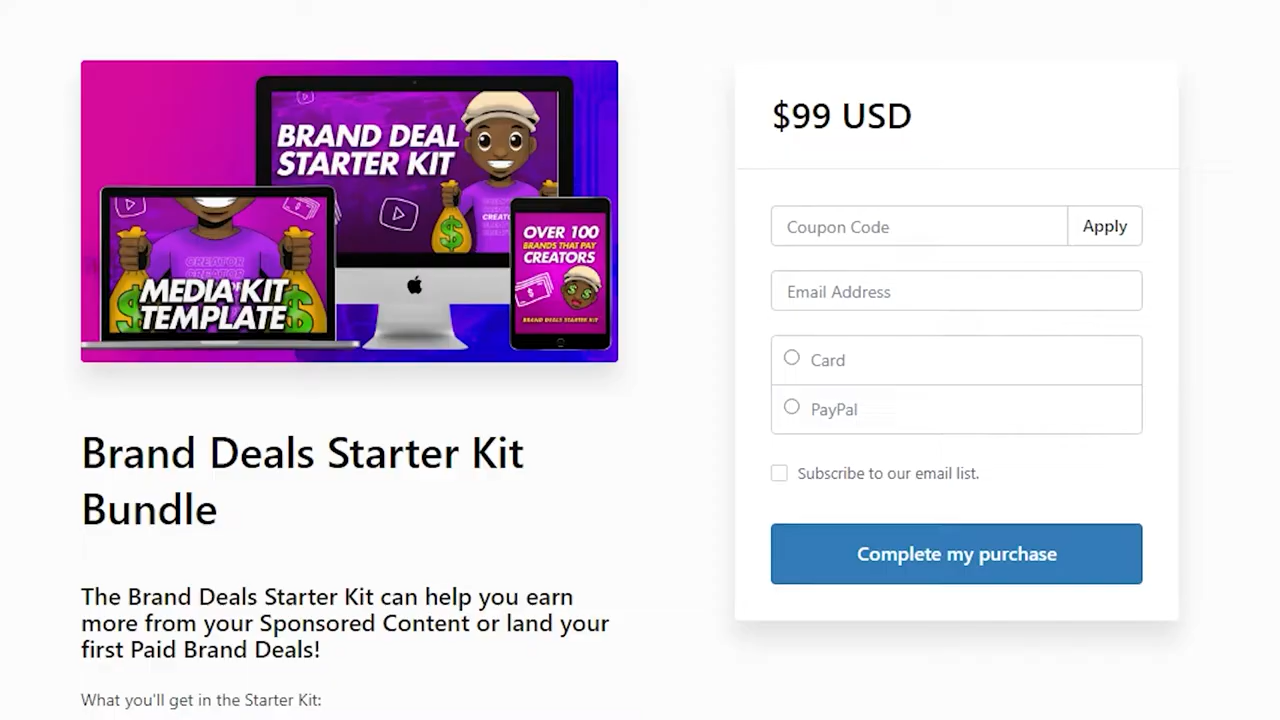 BRAND DEAL
STARTER KIT
MEDIA KIT
TEMPLATE
CREATOR
OVER 100
BRANDS THAT PAY
CREATORS
BRAND DEALS STARTER KIT
Brand Deals Starter Kit
Bundle
The Brand Deals Starter Kit can help you earn
more from your Sponsored Content or land your
first Paid Brand Deals!
What you'll get in the Starter Kit:
$99 USD
Coupon Code Apply
Email Address
Card
PayPal
Subscribe to our email list.
Complete my purchase